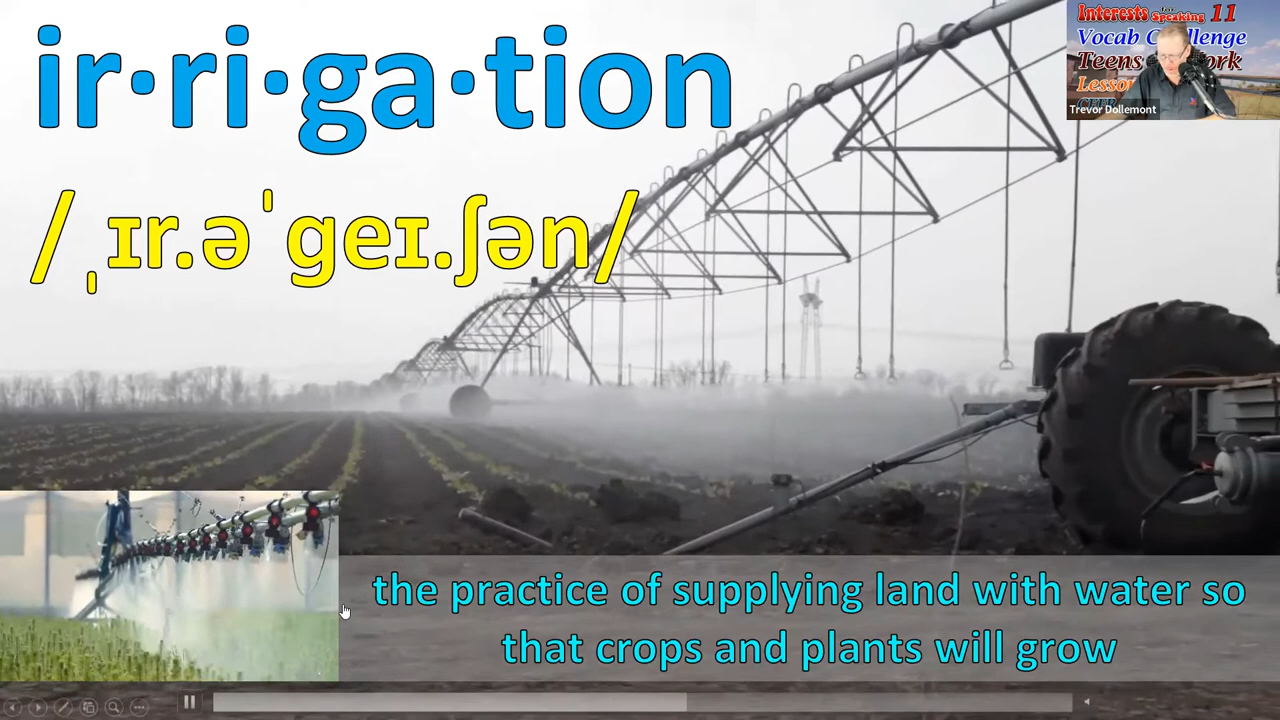 ir·ri·ga·tion
/ˌɪr.əˈɡeɪ.ʃən/
the practice of supplying land with water so
that crops and plants will grow
Interests for Speaking 11
Vocab
Teens
Trevor Dollemont